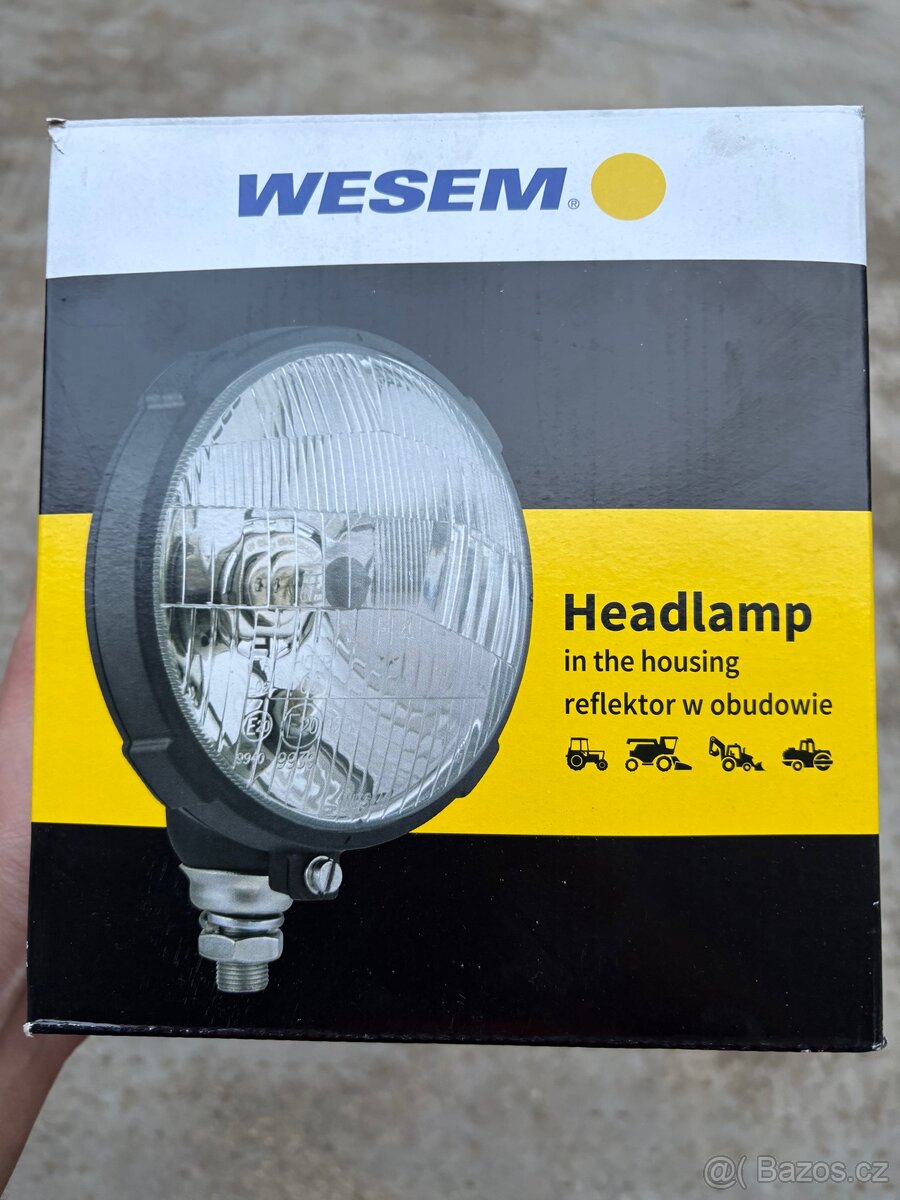 WESEM®
Headlamp
in the housing
reflektor w obudowie
@( Bazos.cz